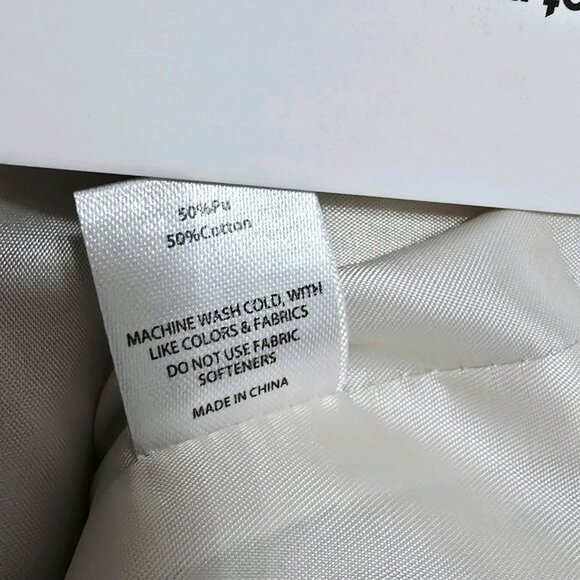 50%Pu
50%Cotton
MACHINE WASH COLD, WITH
LIKE COLORS & FABRICS
DO NOT USE FABRIC
SOFTENERS
MADE IN CHINA